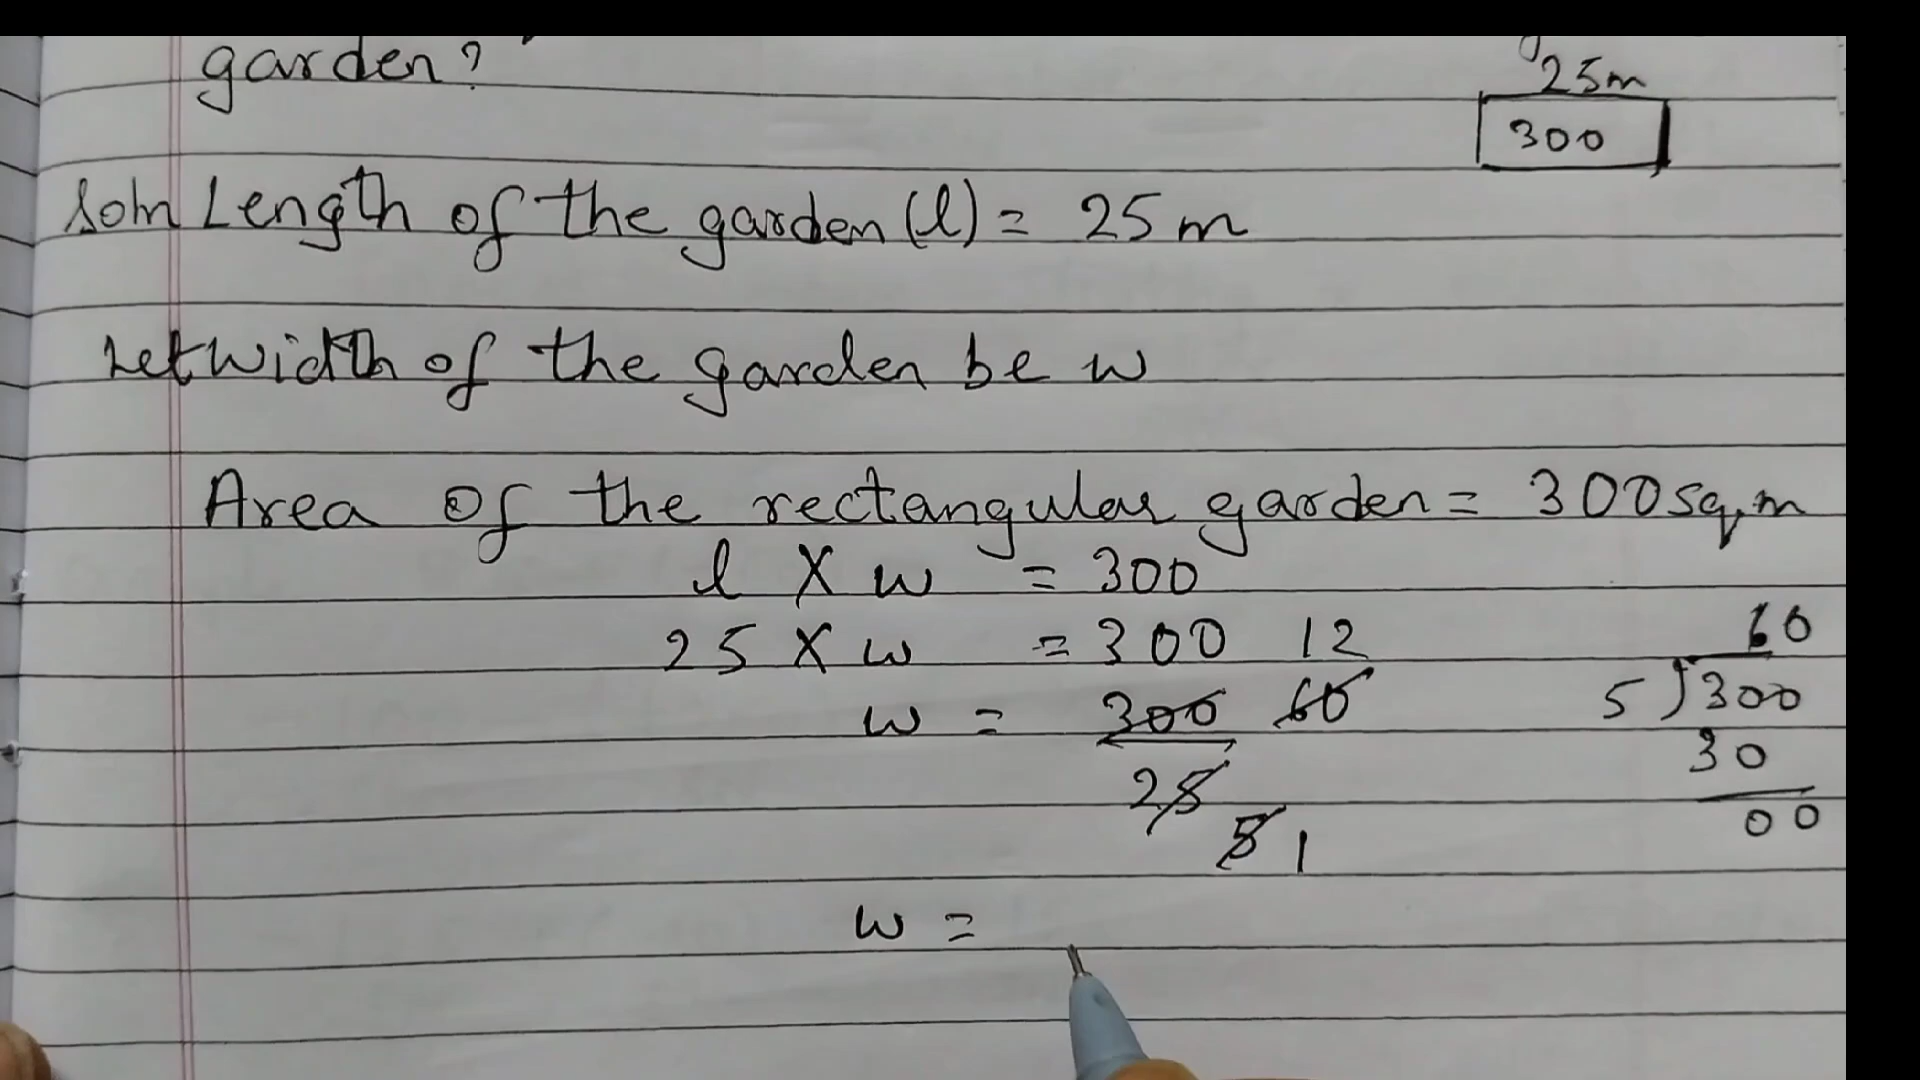 garden?
25m
300
Soln Length of the garden (l) = 25 m
Let width of the garden be w
Area of the rectangular garden = 300 sq.m
l X w = 300
25 X w = 300 12
w = 300 60
25
5 1
w =
60
5)300
30
00